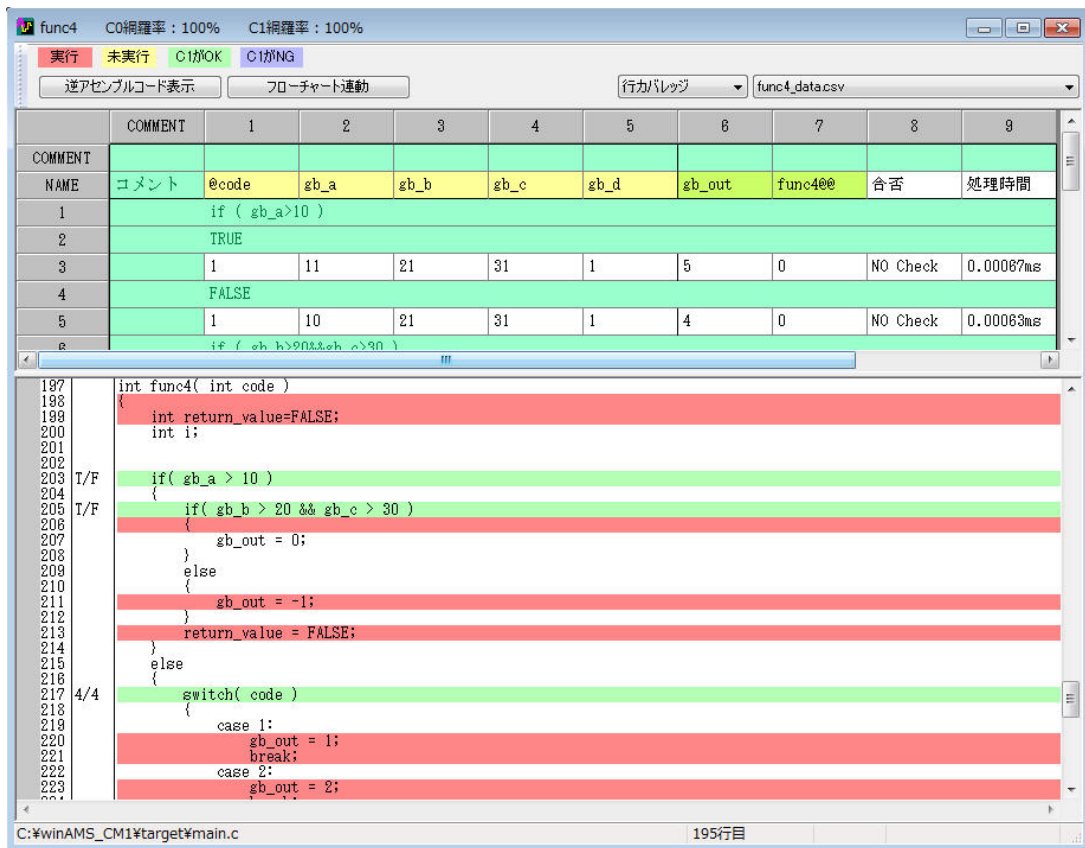 func4 C0網羅率：100% C1網羅率：100%
実行 未実行 C1がOK C1がNG
逆アセンブルコード表示 フローチャート連動 行カバレッジ func4_data.csv
COMMENT 1 2 3 4 5 6 7 8 9
COMMENT
NAME コメント @code gb_a gb_b gb_c gb_d gb_out func4@@ 合否 処理時間
1 if ( gb_a>10 )
2 TRUE
3 1 11 21 31 1 5 0 NO Check 0.00067ms
4 FALSE
5 1 10 21 31 1 4 0 NO Check 0.00063ms
6 if ( gb_b>20&&gb_c>30 )
197 int func4( int code )
198 {
199 int return_value=FALSE;
200 int i;
201
202
203 T/F if( gb_a > 10 )
204 {
205 T/F if( gb_b > 20 && gb_c > 30 )
206 {
207 gb_out = 0;
208 }
209 else
210 {
211 gb_out = -1;
212 }
213 return_value = FALSE;
214 }
215 else
216 {
217 4/4 switch( code )
218 {
219 case 1:
220 gb_out = 1;
221 break;
222 case 2:
223 gb_out = 2;
C:¥winAMS_CM1¥target¥main.c 195行目